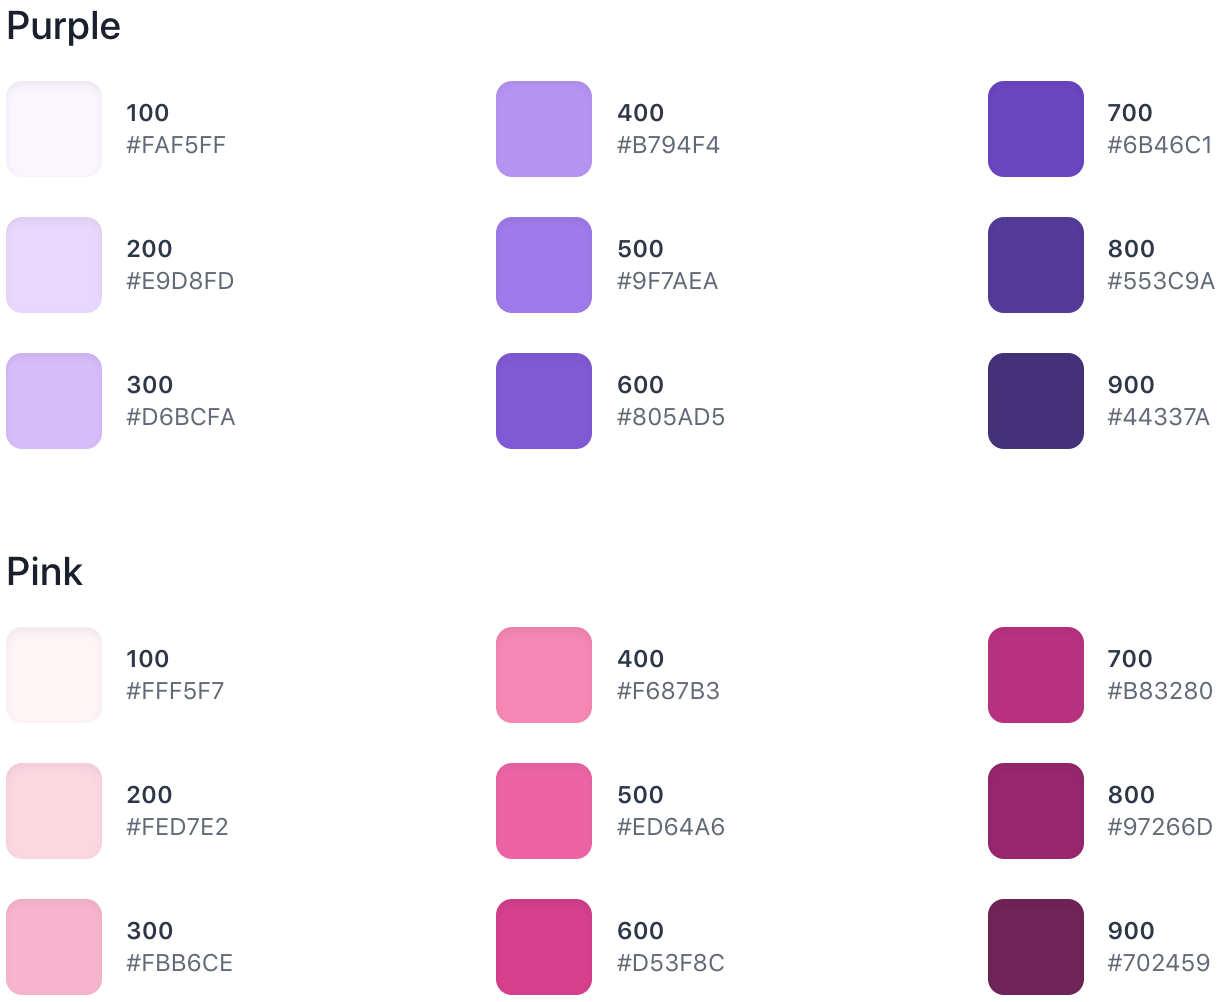 Purple
100
#FAF5FF
400
#B794F4
700
#6B46C1
200
#E9D8FD
500
#9F7AEA
800
#553C9A
300
#D6BCFA
600
#805AD5
900
#44337A
Pink
100
#FFF5F7
400
#F687B3
700
#B83280
200
#FED7E2
500
#ED64A6
800
#97266D
300
#FBB6CE
600
#D53F8C
900
#702459